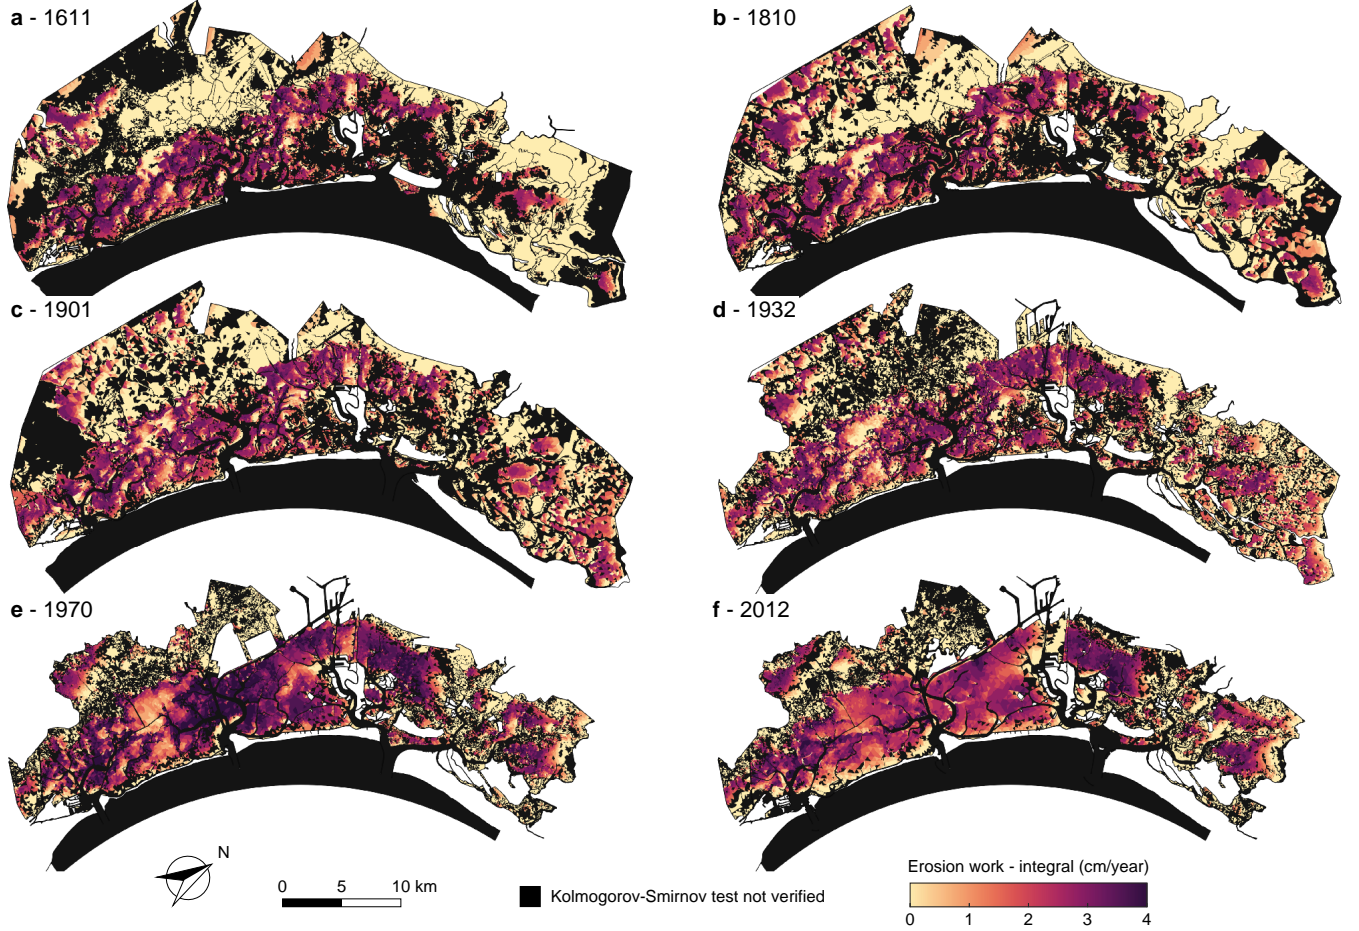 a - 1611
b - 1810
c - 1901
d - 1932
e - 1970
f - 2012
N
0 5 10 km
Kolmogorov-Smirnov test not verified
Erosion work - integral (cm/year)
0 1 2 3 4